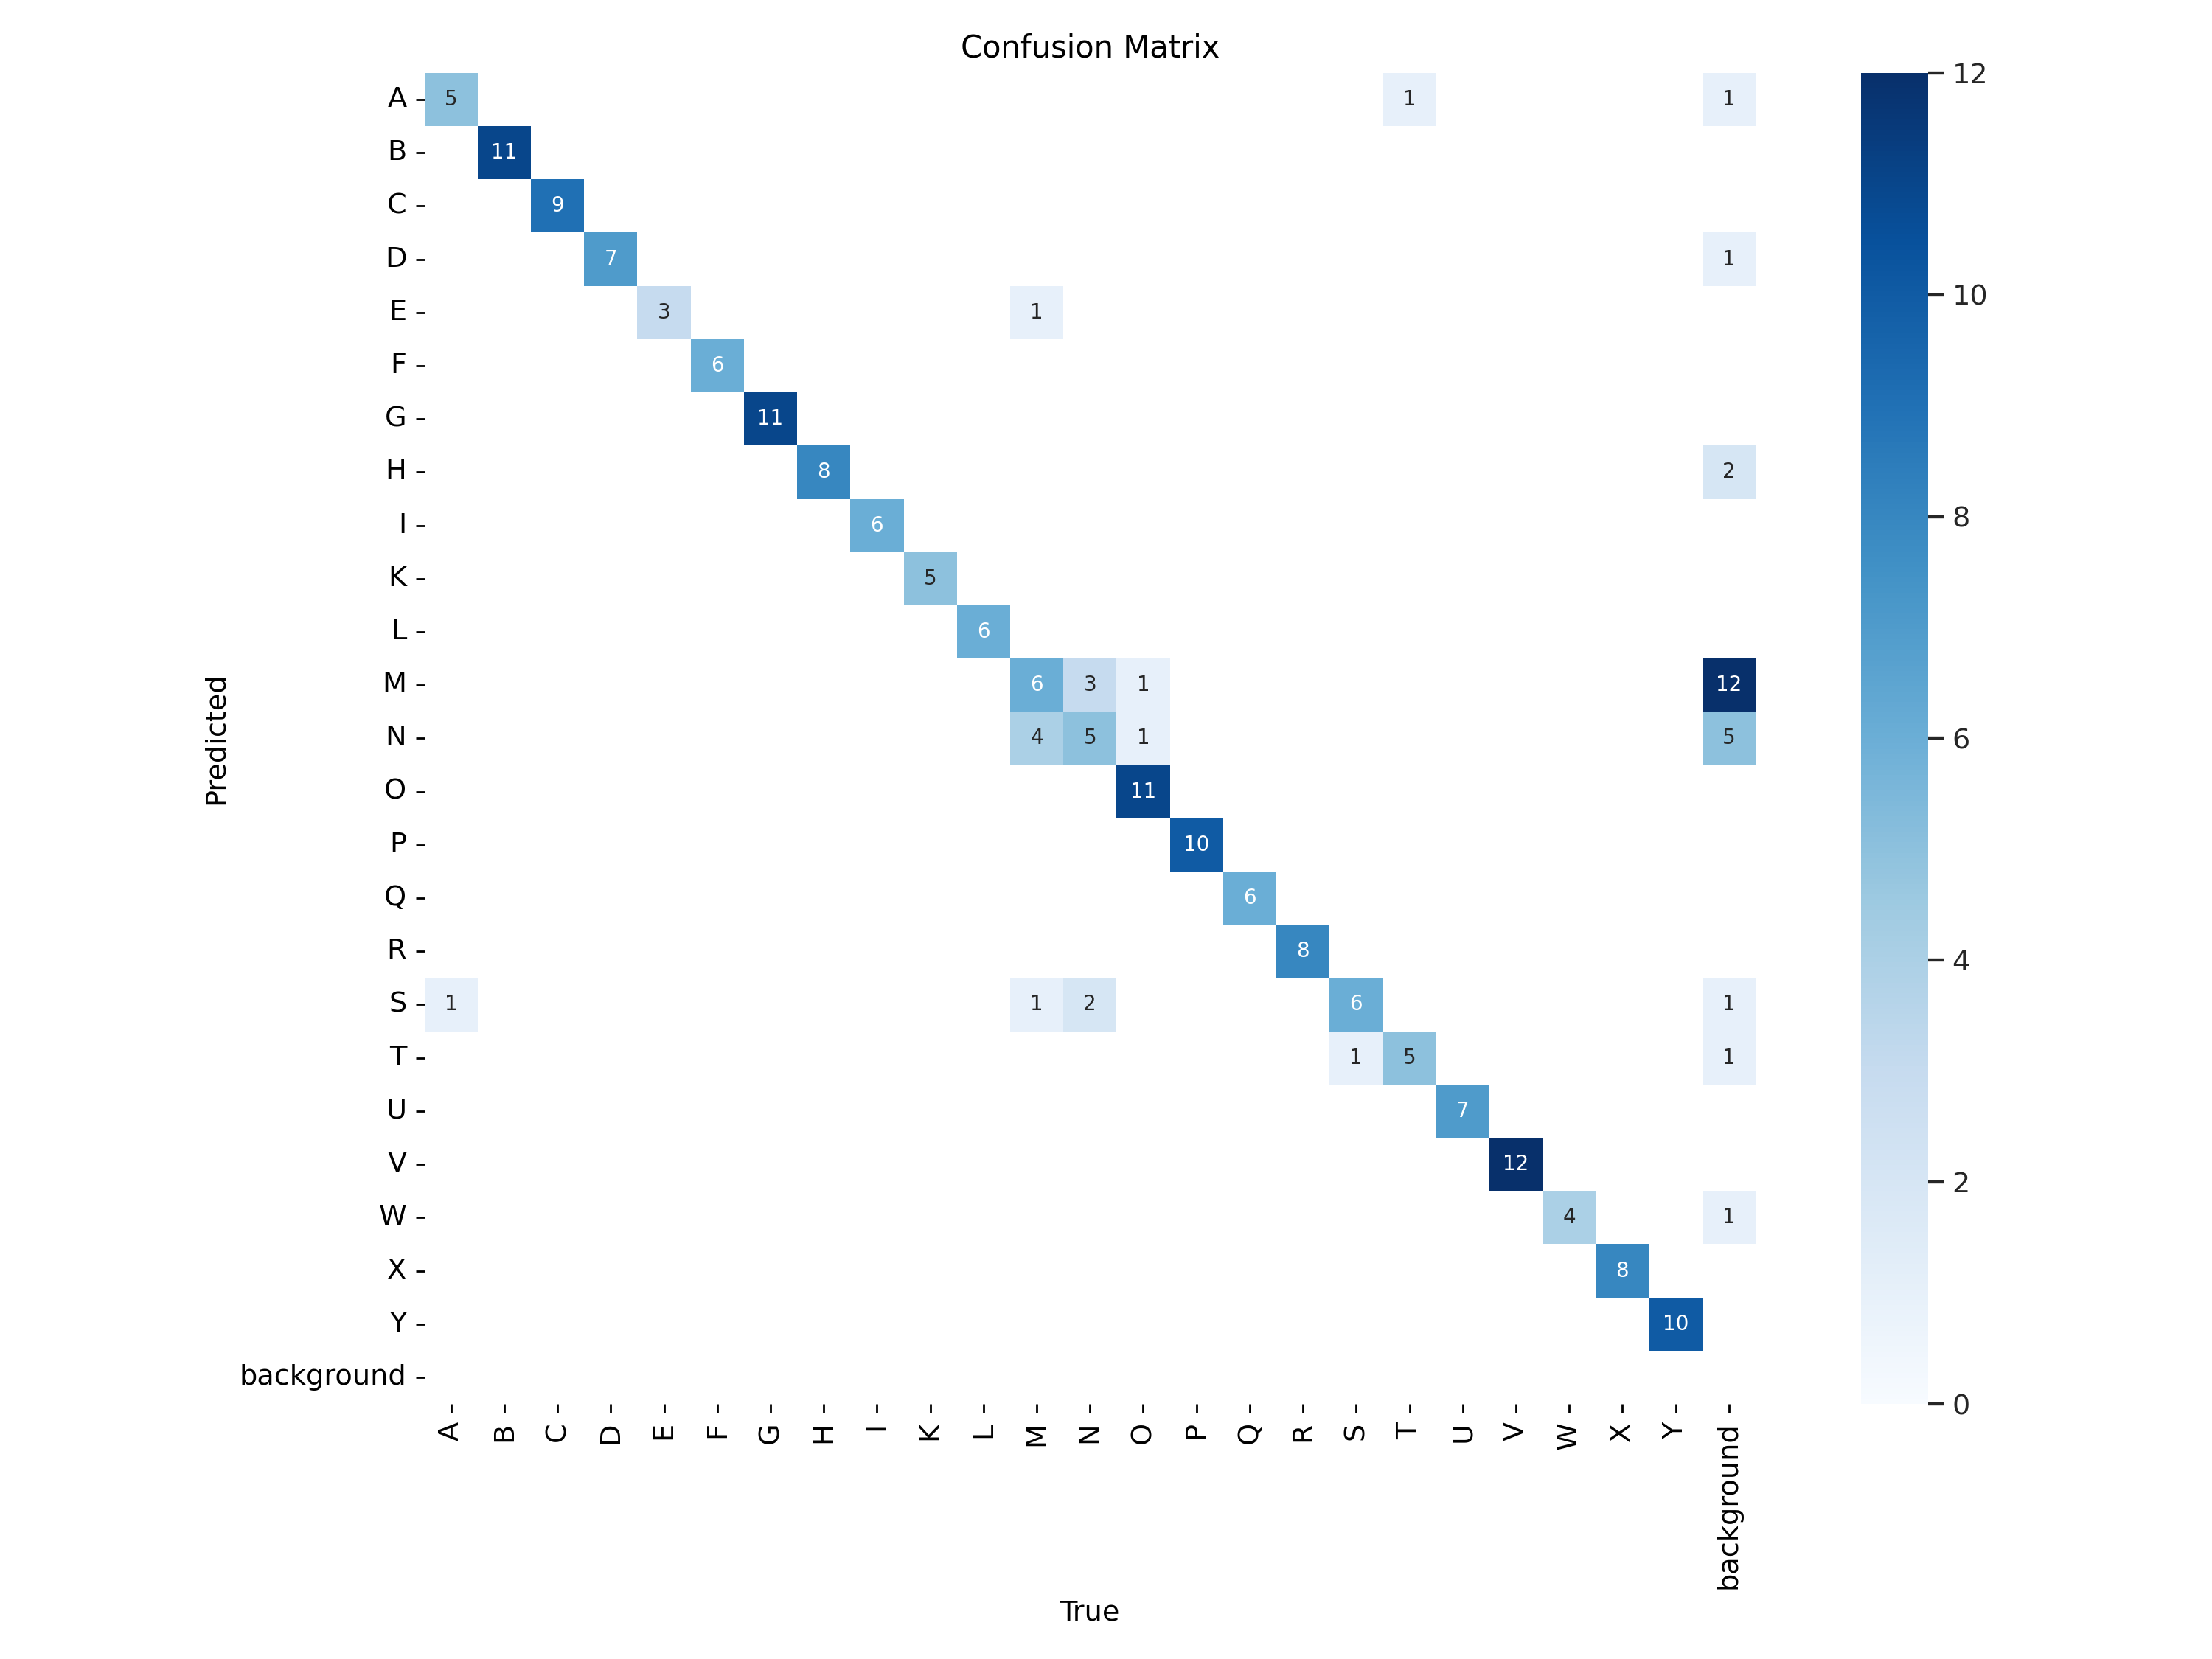 Confusion Matrix
A 5 1 1
B 11
C 9
D 7 1
E 3 1
F 6
G 11
H 8 2
I 6
K 5
L 6
M 6 3 1 12
N 4 5 1 5
O 11
P 10
Q 6
R 8
S 1 1 2 6 1
T 1 5 1
U 7
V 12
W 4 1
X 8
Y 10
background
A B C D E F G H I K L M N O P Q R S T U V W X Y background
True
Predicted
12
10
8
6
4
2
0